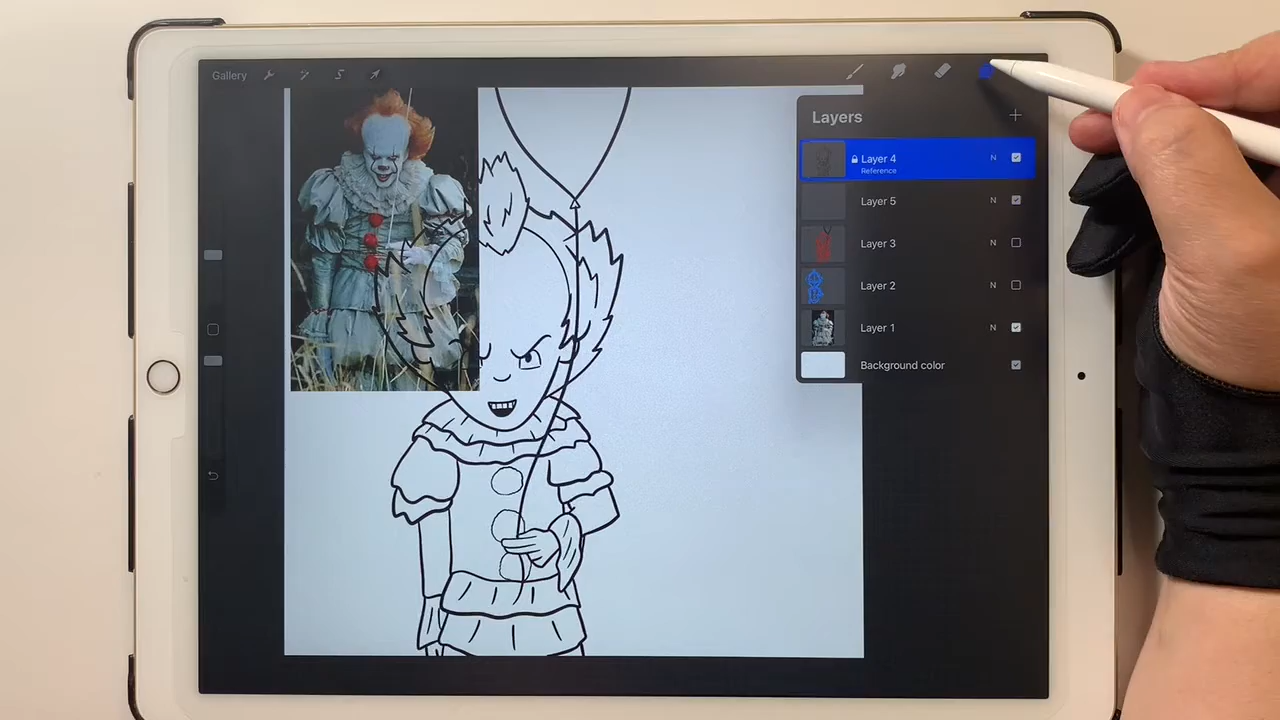 Gallery
Layers
Layer 4 N
Reference
Layer 5 N
Layer 3 N
Layer 2 N
Layer 1 N
Background color